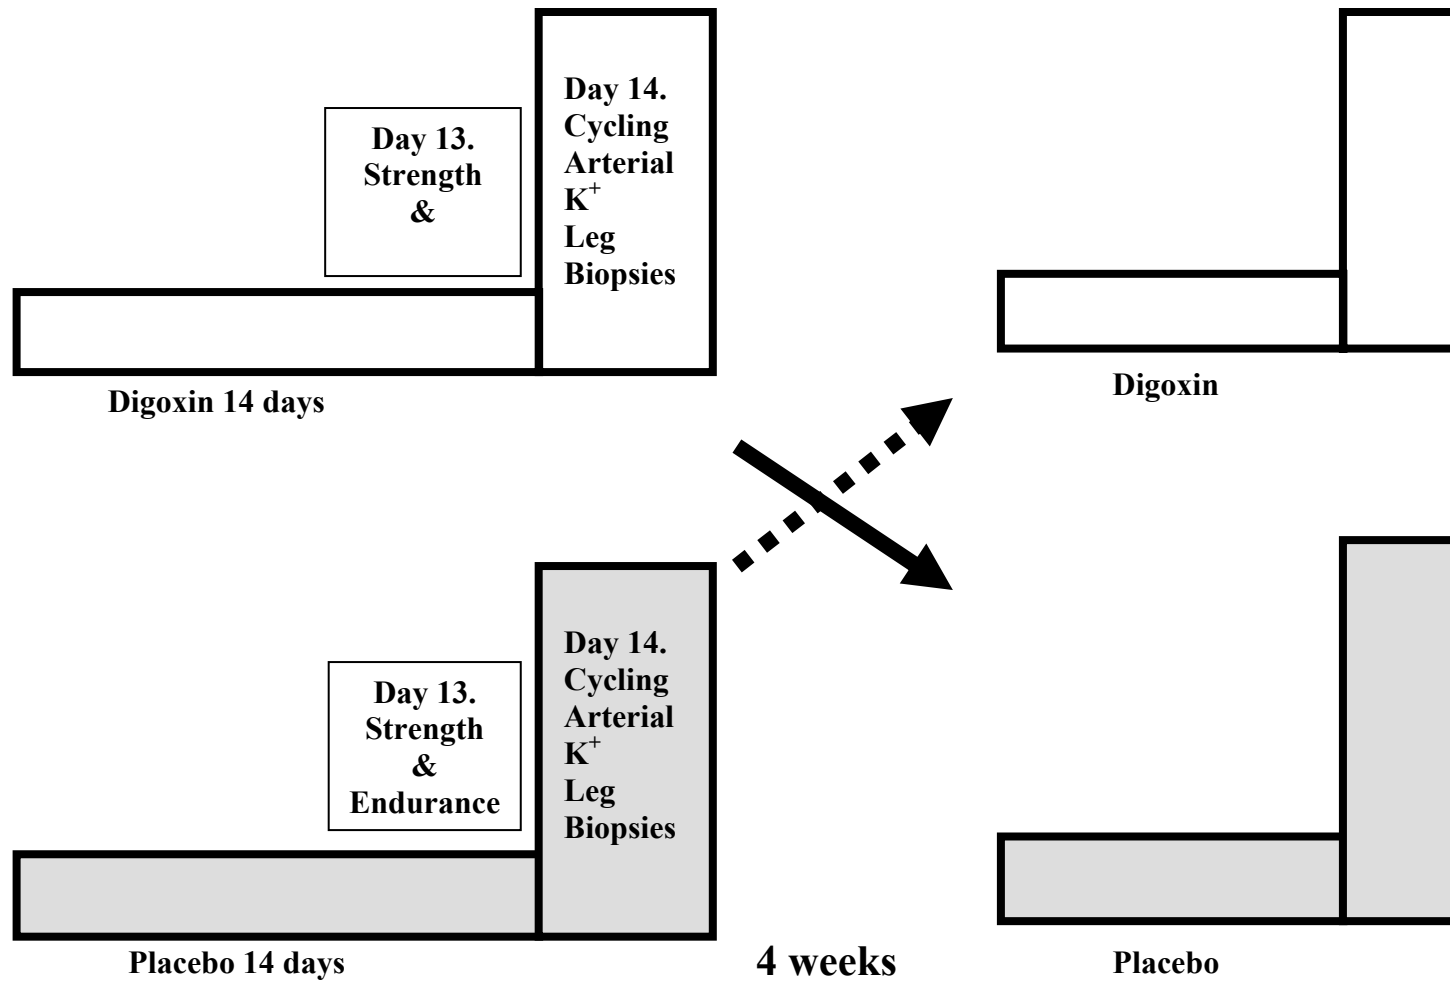 Day 14.
Cycling
Arterial
K⁺
Leg
Biopsies
Day 13.
Strength
&
Digoxin 14 days
Digoxin
Day 14.
Cycling
Arterial
K⁺
Leg
Biopsies
Day 13.
Strength
&
Endurance
Placebo 14 days
4 weeks
Placebo